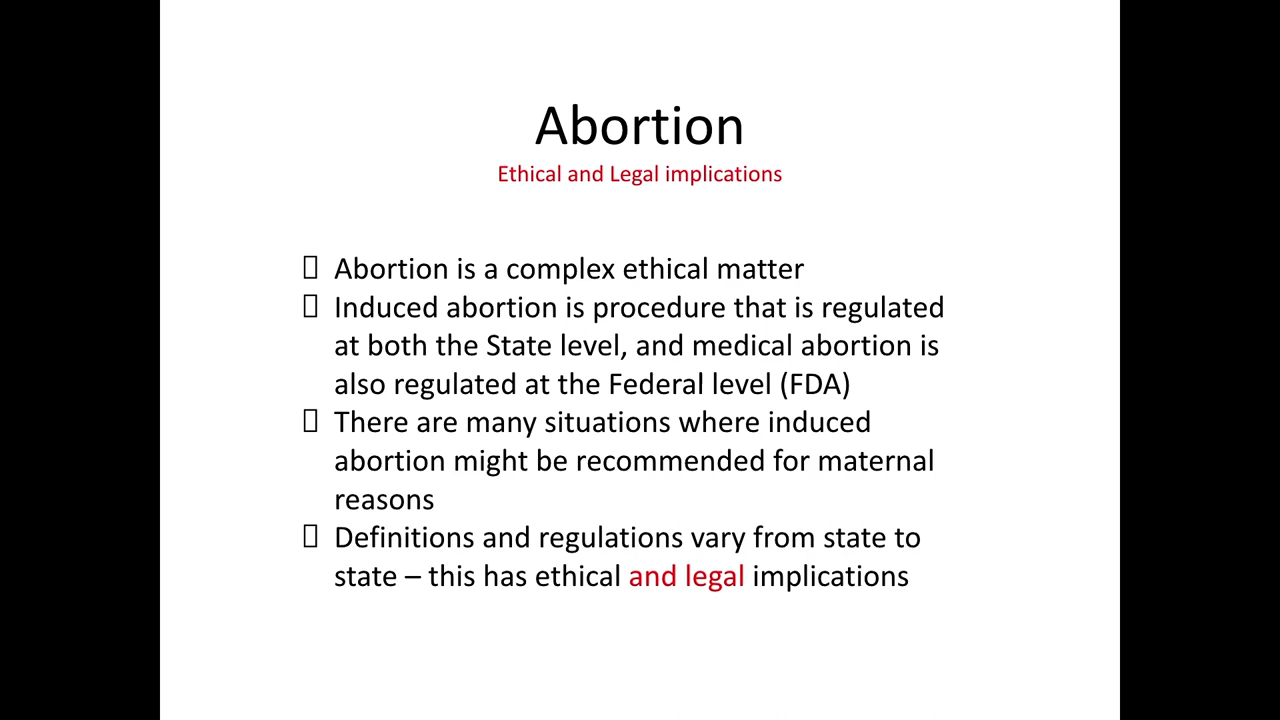 Abortion
Ethical and Legal implications
Abortion is a complex ethical matter
Induced abortion is procedure that is regulated
at both the State level, and medical abortion is
also regulated at the Federal level (FDA)
There are many situations where induced
abortion might be recommended for maternal
reasons
Definitions and regulations vary from state to
state – this has ethical and legal implications